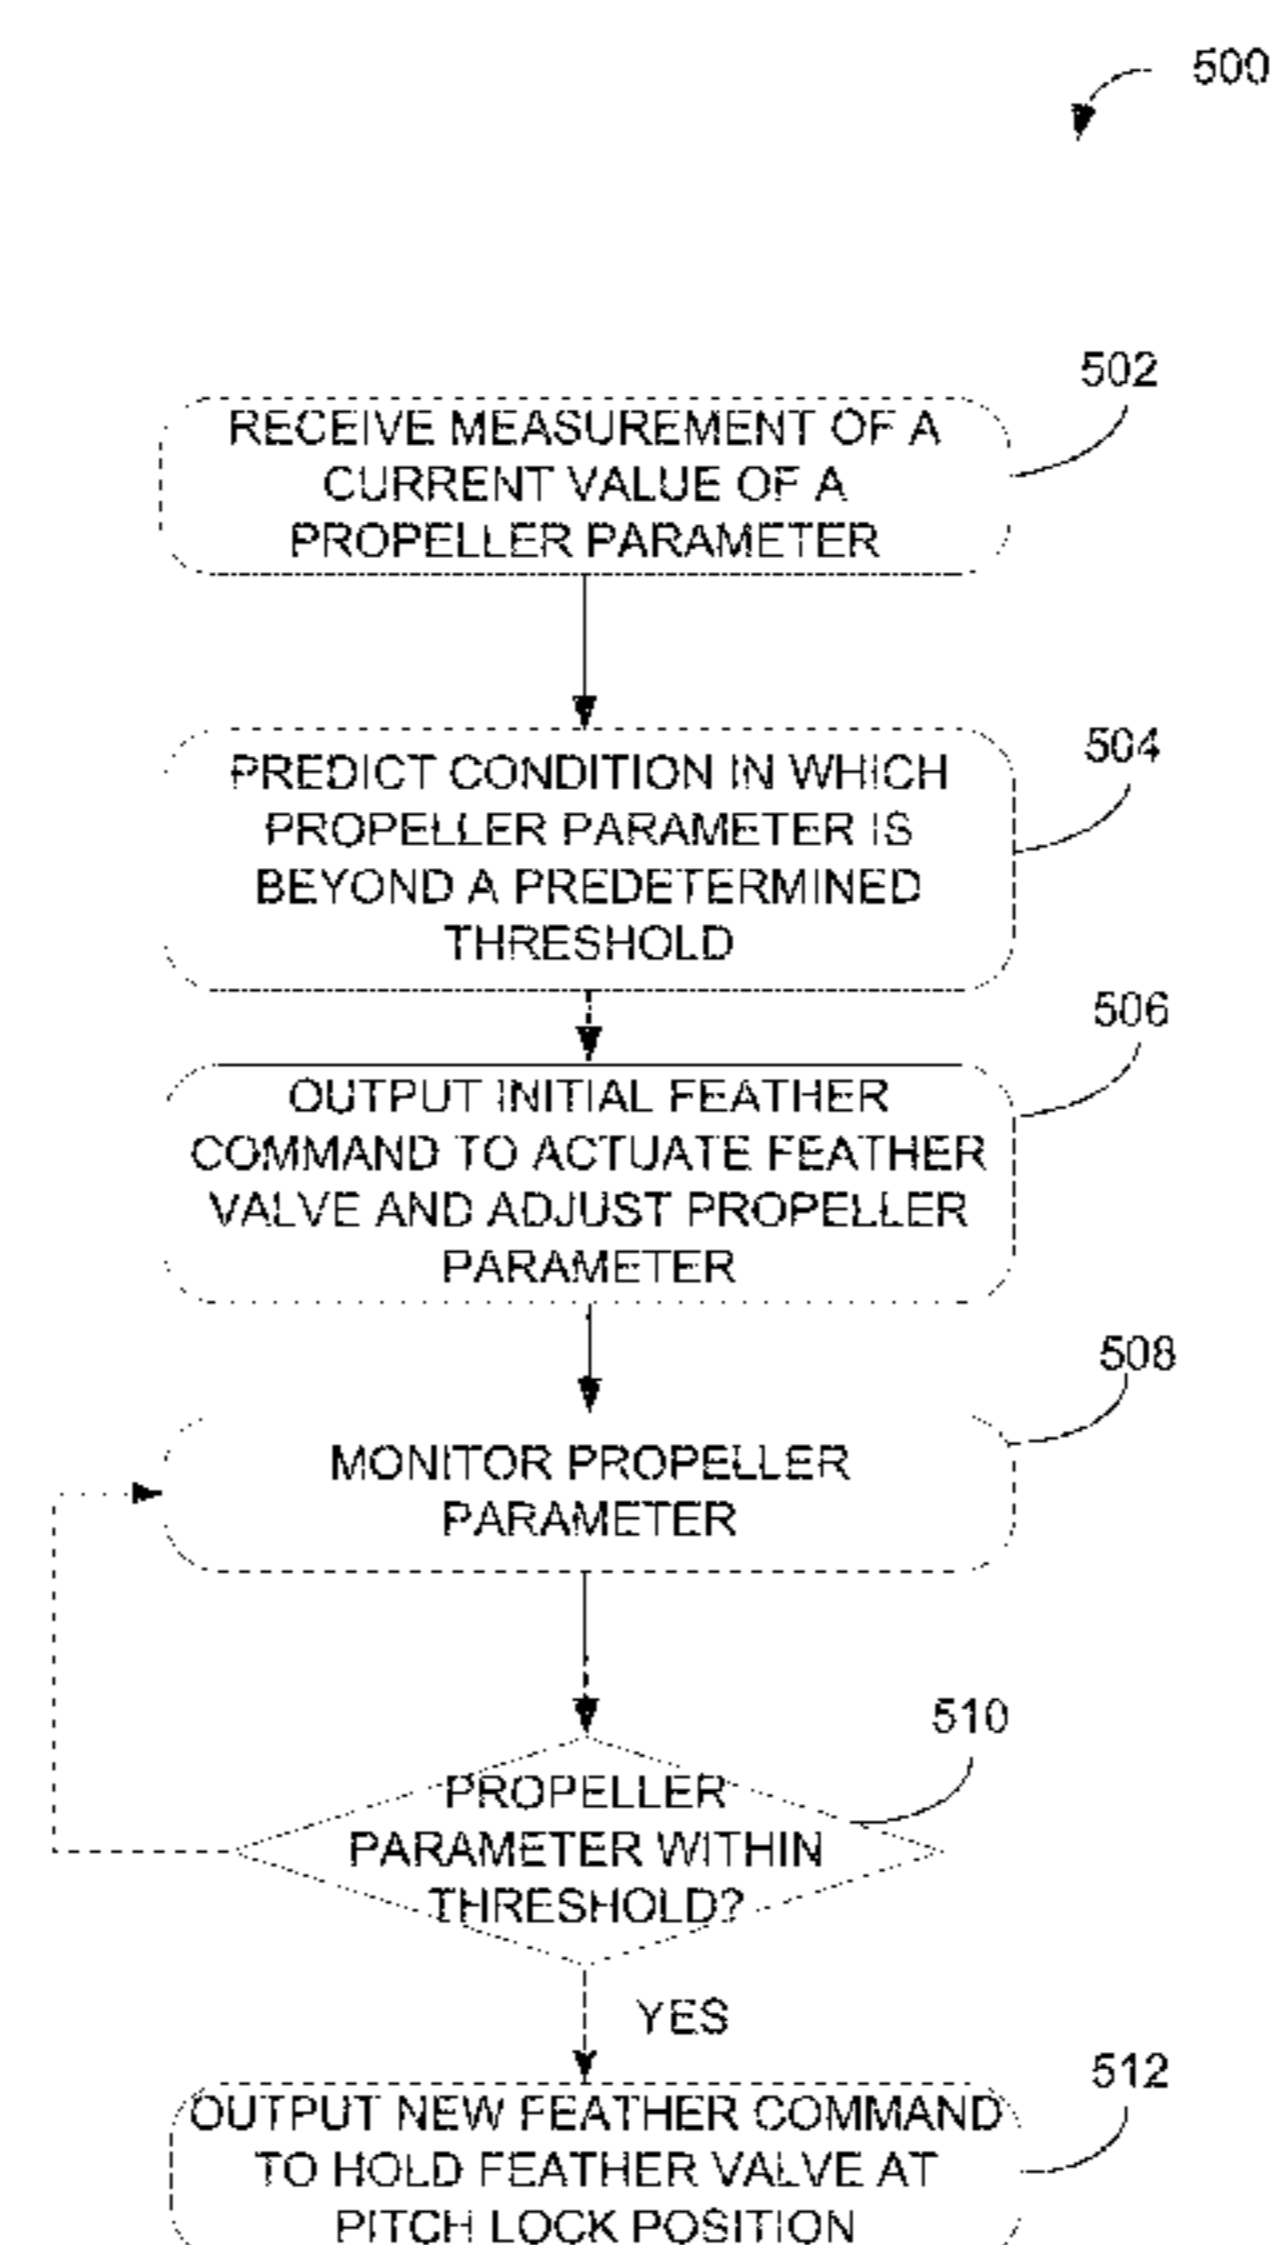 500
502
RECEIVE MEASUREMENT OF A
CURRENT VALUE OF A
PROPELLER PARAMETER
504
PREDICT CONDITION IN WHICH
PROPELLER PARAMETER IS
BEYOND A PREDETERMINED
THRESHOLD
506
OUTPUT INITIAL FEATHER
COMMAND TO ACTUATE FEATHER
VALVE AND ADJUST PROPELLER
PARAMETER
508
MONITOR PROPELLER
PARAMETER
510
PROPELLER
PARAMETER WITHIN
THRESHOLD?
YES
512
OUTPUT NEW FEATHER COMMAND
TO HOLD FEATHER VALVE AT
PITCH LOCK POSITION